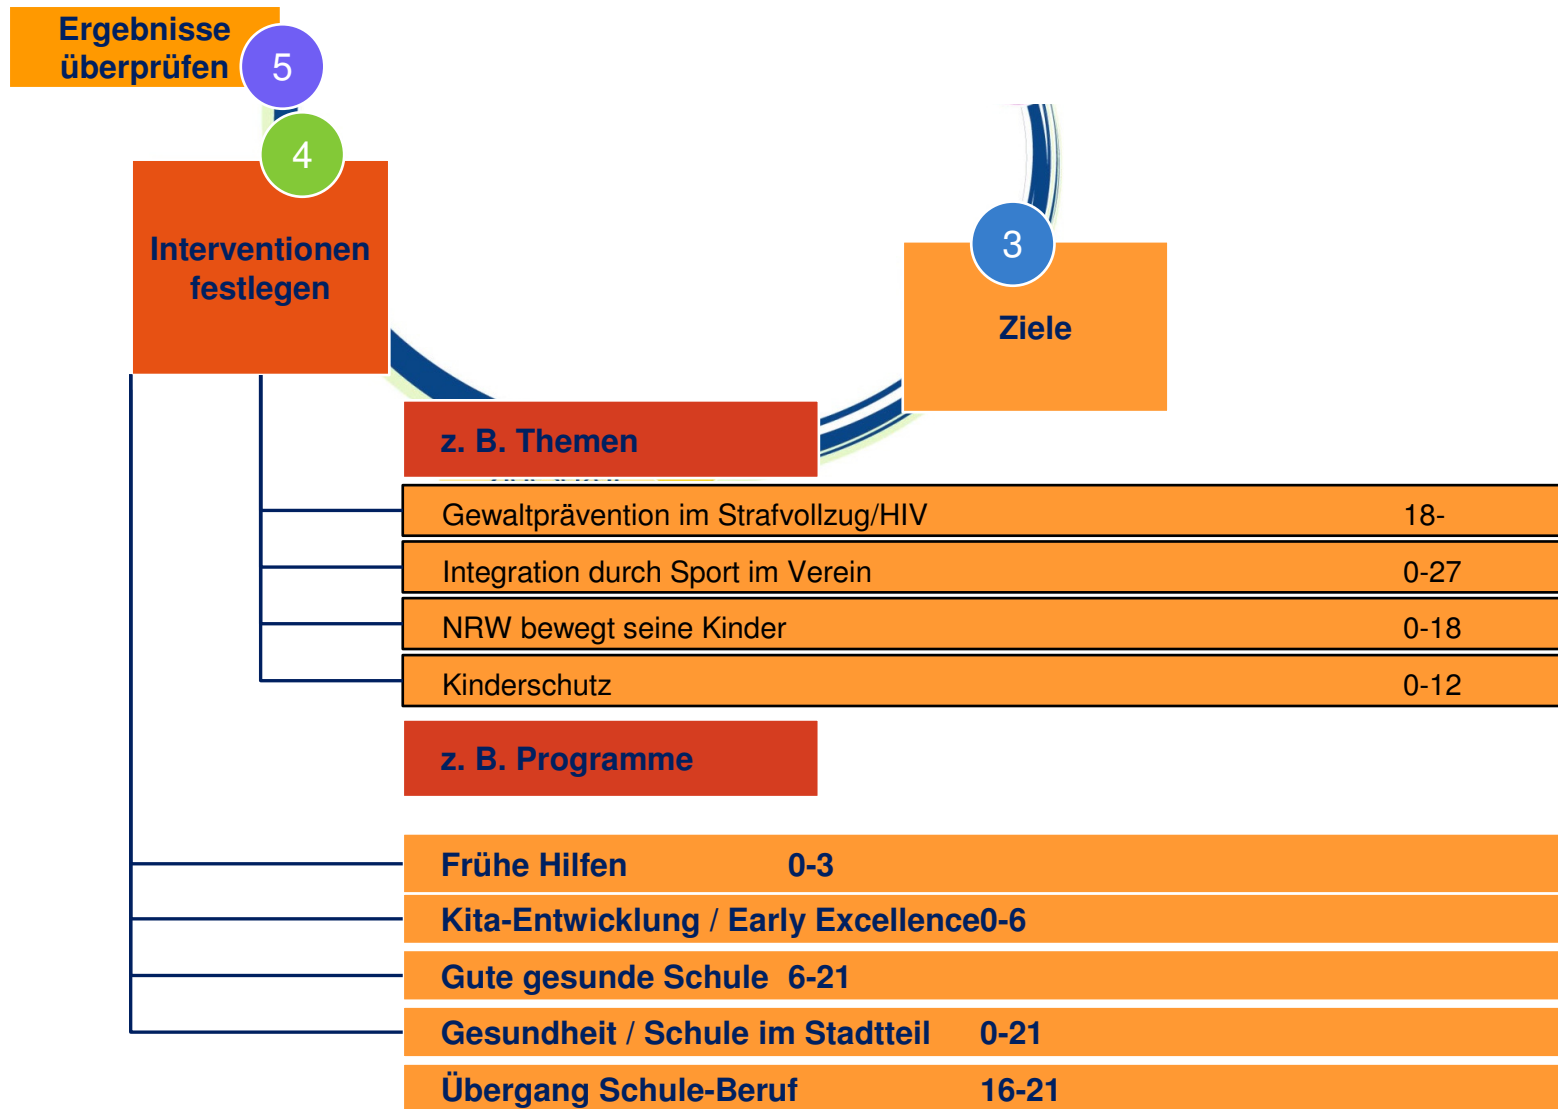 Ergebnisse
überprüfen
5
4
Interventionen
festlegen
3
Ziele
z. B. Themen
Gewaltprävention im Strafvollzug/HIV 18-
Integration durch Sport im Verein 0-27
NRW bewegt seine Kinder 0-18
Kinderschutz 0-12
z. B. Programme
Frühe Hilfen 0-3
Kita-Entwicklung / Early Excellence0-6
Gute gesunde Schule 6-21
Gesundheit / Schule im Stadtteil 0-21
Übergang Schule-Beruf 16-21